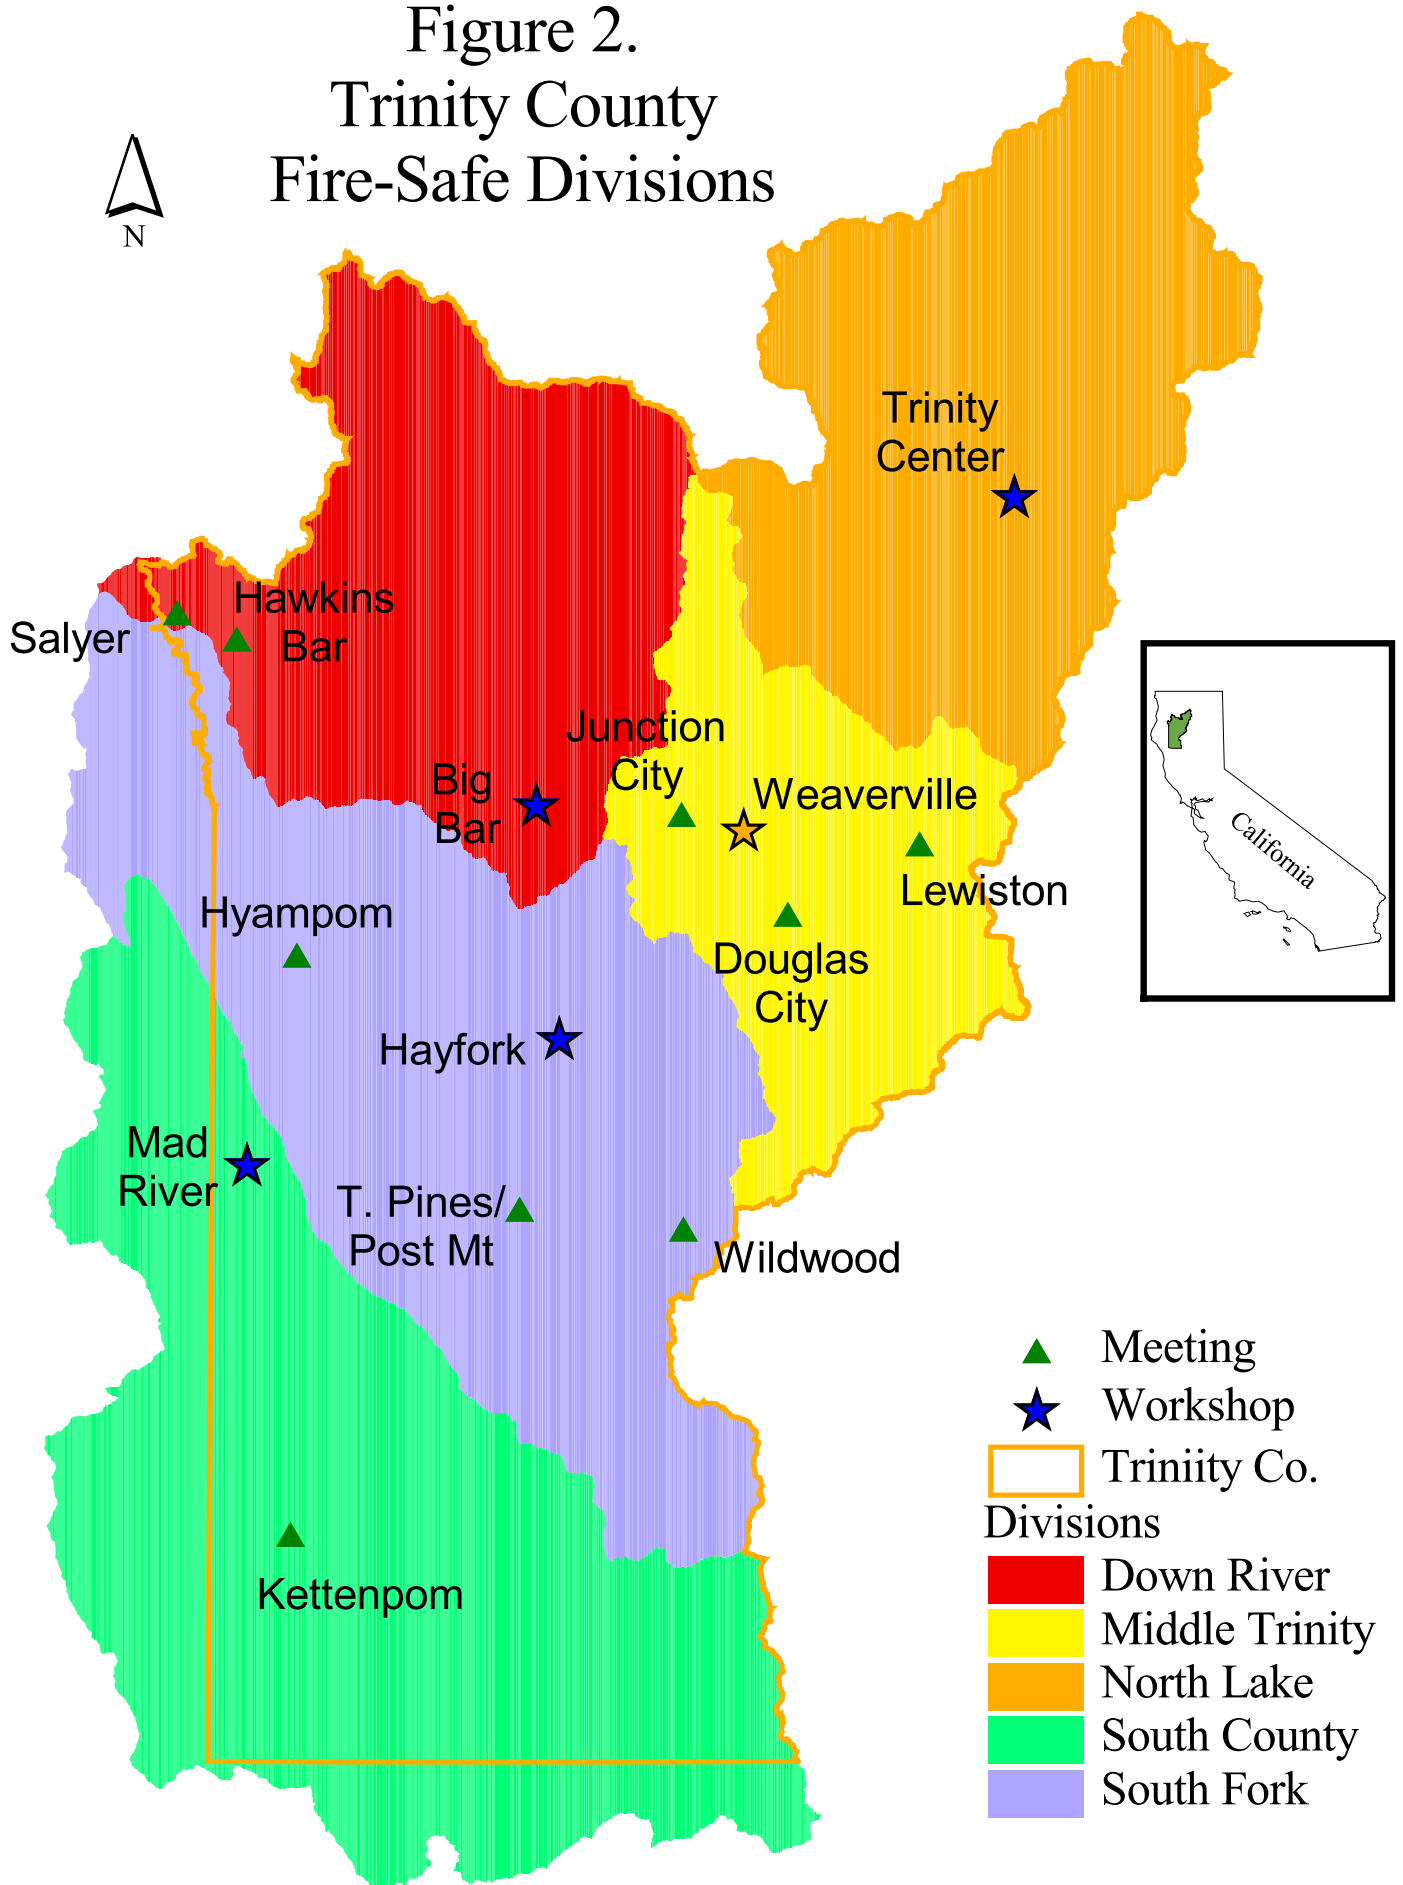 Figure 2.
Trinity County
Fire-Safe Divisions
N
Trinity
Center
Hawkins
Bar
Salyer
Junction
City
Big
Bar
Weaverville
Lewiston
Hyampom
Douglas
City
Hayfork
Mad
River
T. Pines/
Post Mt
Wildwood
Kettenpom
California
Meeting
Workshop
Triniity Co.
Divisions
Down River
Middle Trinity
North Lake
South County
South Fork